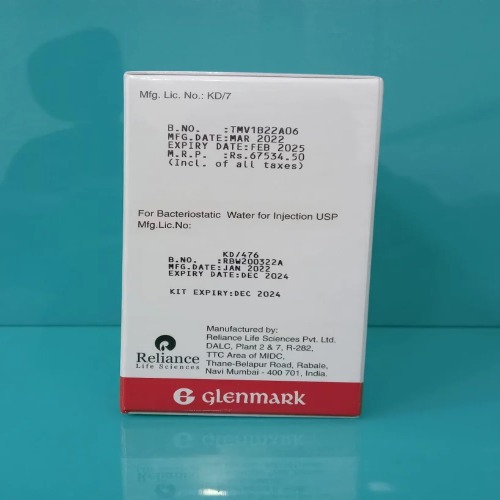 Mfg. Lic. No.: KD/7
B.NO. :TMV1822A06
MFG.DATE:MAR 2022
EXPIRY DATE:FEB 2025
M.R.P. :Rs.67534.50
(Incl. of all taxes)
For Bacteriostatic Water for Injection USP
Mfg.Lic.No:
KD/476
B.NO. :RBW200322A
MFG.DATE:JAN 2022
EXPIRY DATE:DEC 2024
KIT EXPIRY:DEC 2024
Manufactured by:
Reliance Life Sciences Pvt. Ltd.
DALC, Plant 2 & 7, R-282,
TTC Area of MIDC,
Thane-Belapur Road, Rabale,
Navi Mumbai - 400 701, India.
Reliance
Life Sciences
GLENMARK